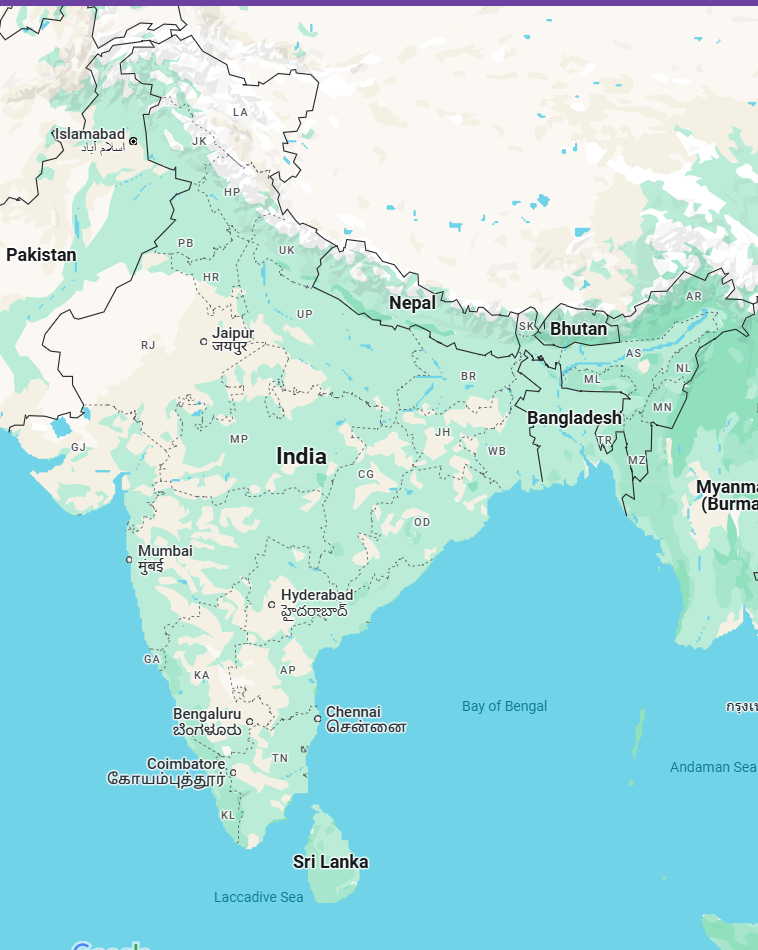 LA
Islamabad
اسلام آباد
JK
HP
PB
UK
Pakistan
HR
AR
Nepal
UP
SK
Bhutan
Jaipur
जयपुर
RJ
AS
NL
BR
ML
MN
Bangladesh
GJ
MP
JH
TR
India
WB
MZ
CG
Myanma
(Burma
OD
Mumbai
मुंबई
Hyderabad
హైదరాబాద్
GA
KA
AP
Bay of Bengal
กรุงเท
Bengaluru
ಬೆಂಗಳೂರು
Chennai
சென்னை
Coimbatore
கோயம்புத்தூர்
TN
Andaman Sea
KL
Sri Lanka
Laccadive Sea
Google